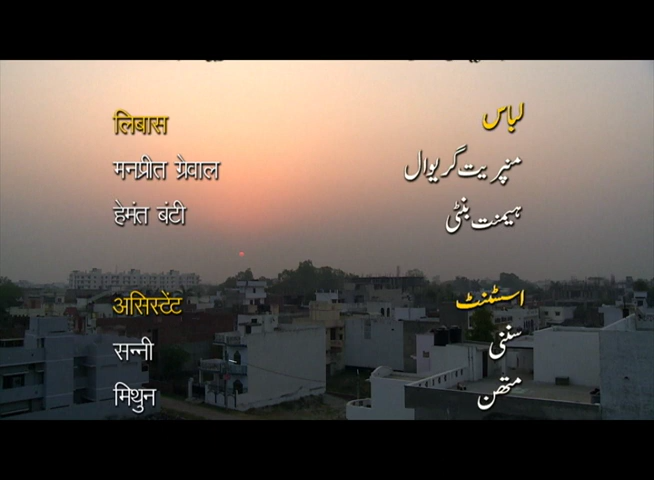 लिबास لباس
मनप्रीत ग्रेवाल منپریت گریوال
हेमंत बंटी ہیمنت بنٹی
असिस्टेंट اسسٹنٹ
सन्नी سنی
मिथुन متھن